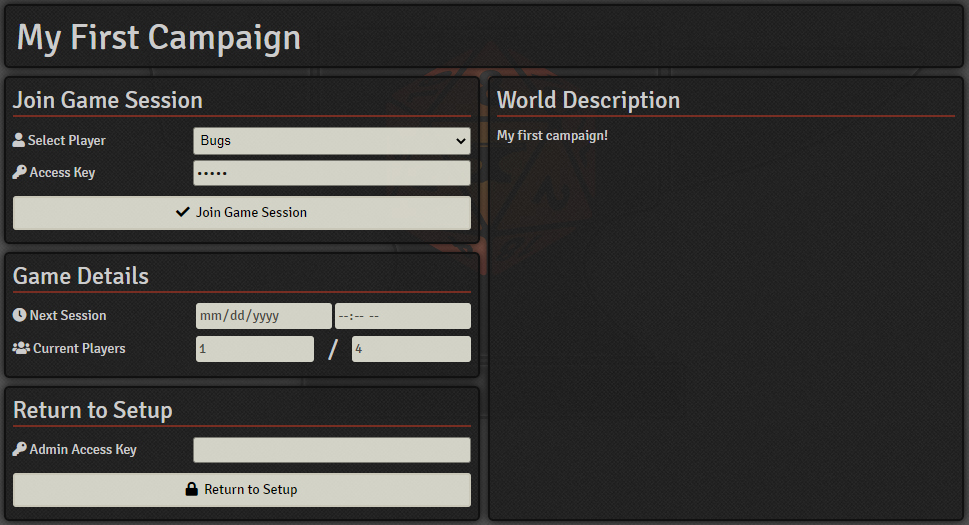 My First Campaign
Join Game Session
Select Player
Bugs
Access Key
•••••
Join Game Session
Game Details
Next Session
mm/dd/yyyy
--:-- --
Current Players
1
/
4
Return to Setup
Admin Access Key
Return to Setup
World Description
My first campaign!